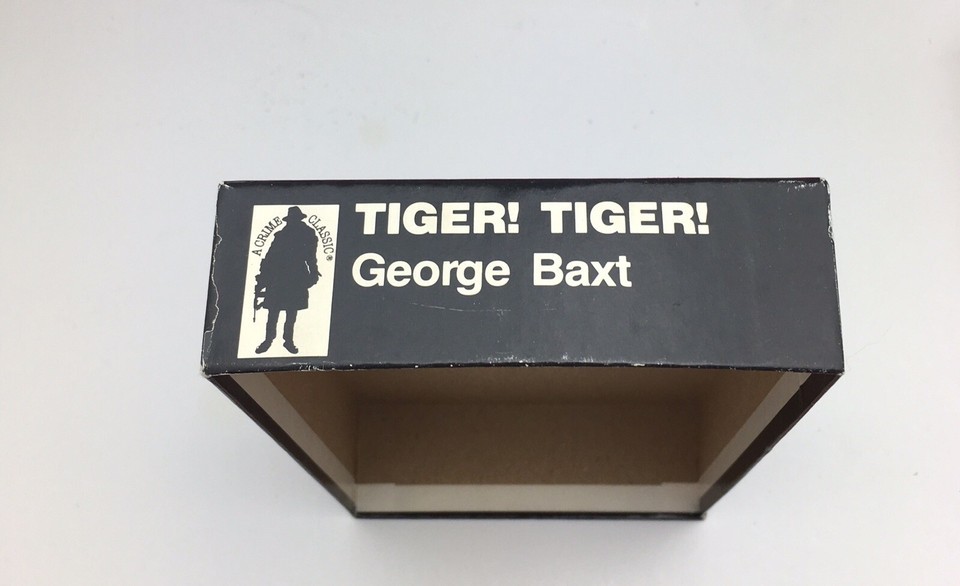 A CRIME CLASSIC®
TIGER! TIGER!
George Baxt